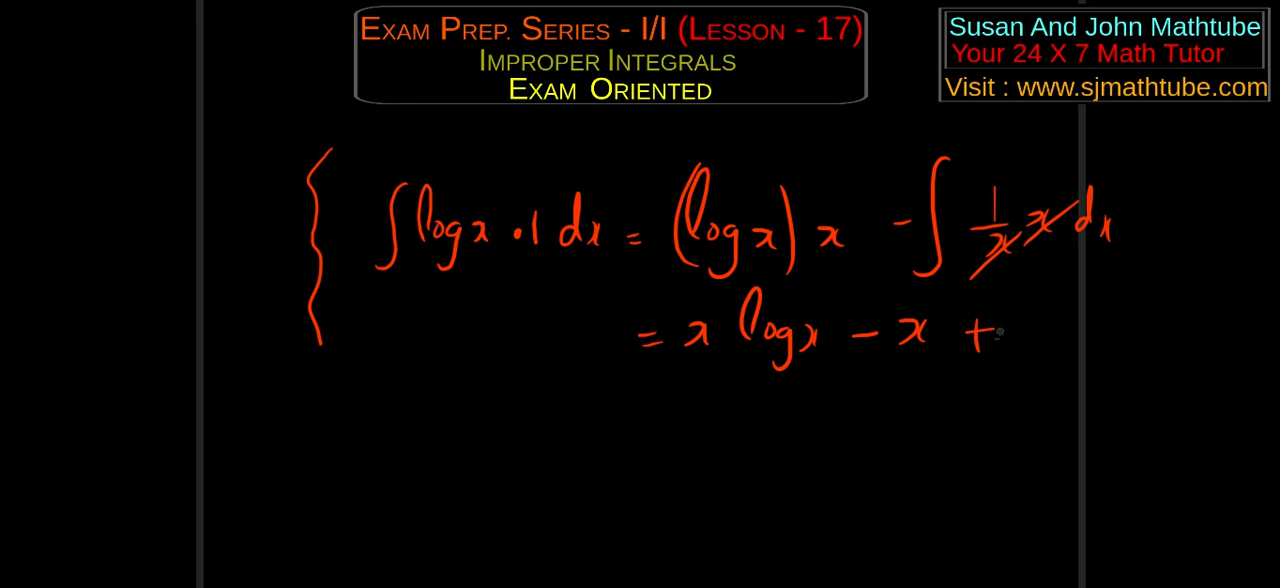 Exam Prep. Series - I/I (Lesson - 17)
Improper Integrals
Exam Oriented
Susan And John Mathtube
Your 24 X 7 Math Tutor
Visit : www.sjmathtube.com
{ ∫ log x · 1 dx = (log x) x - ∫ 1/x x dx
= x log x - x +